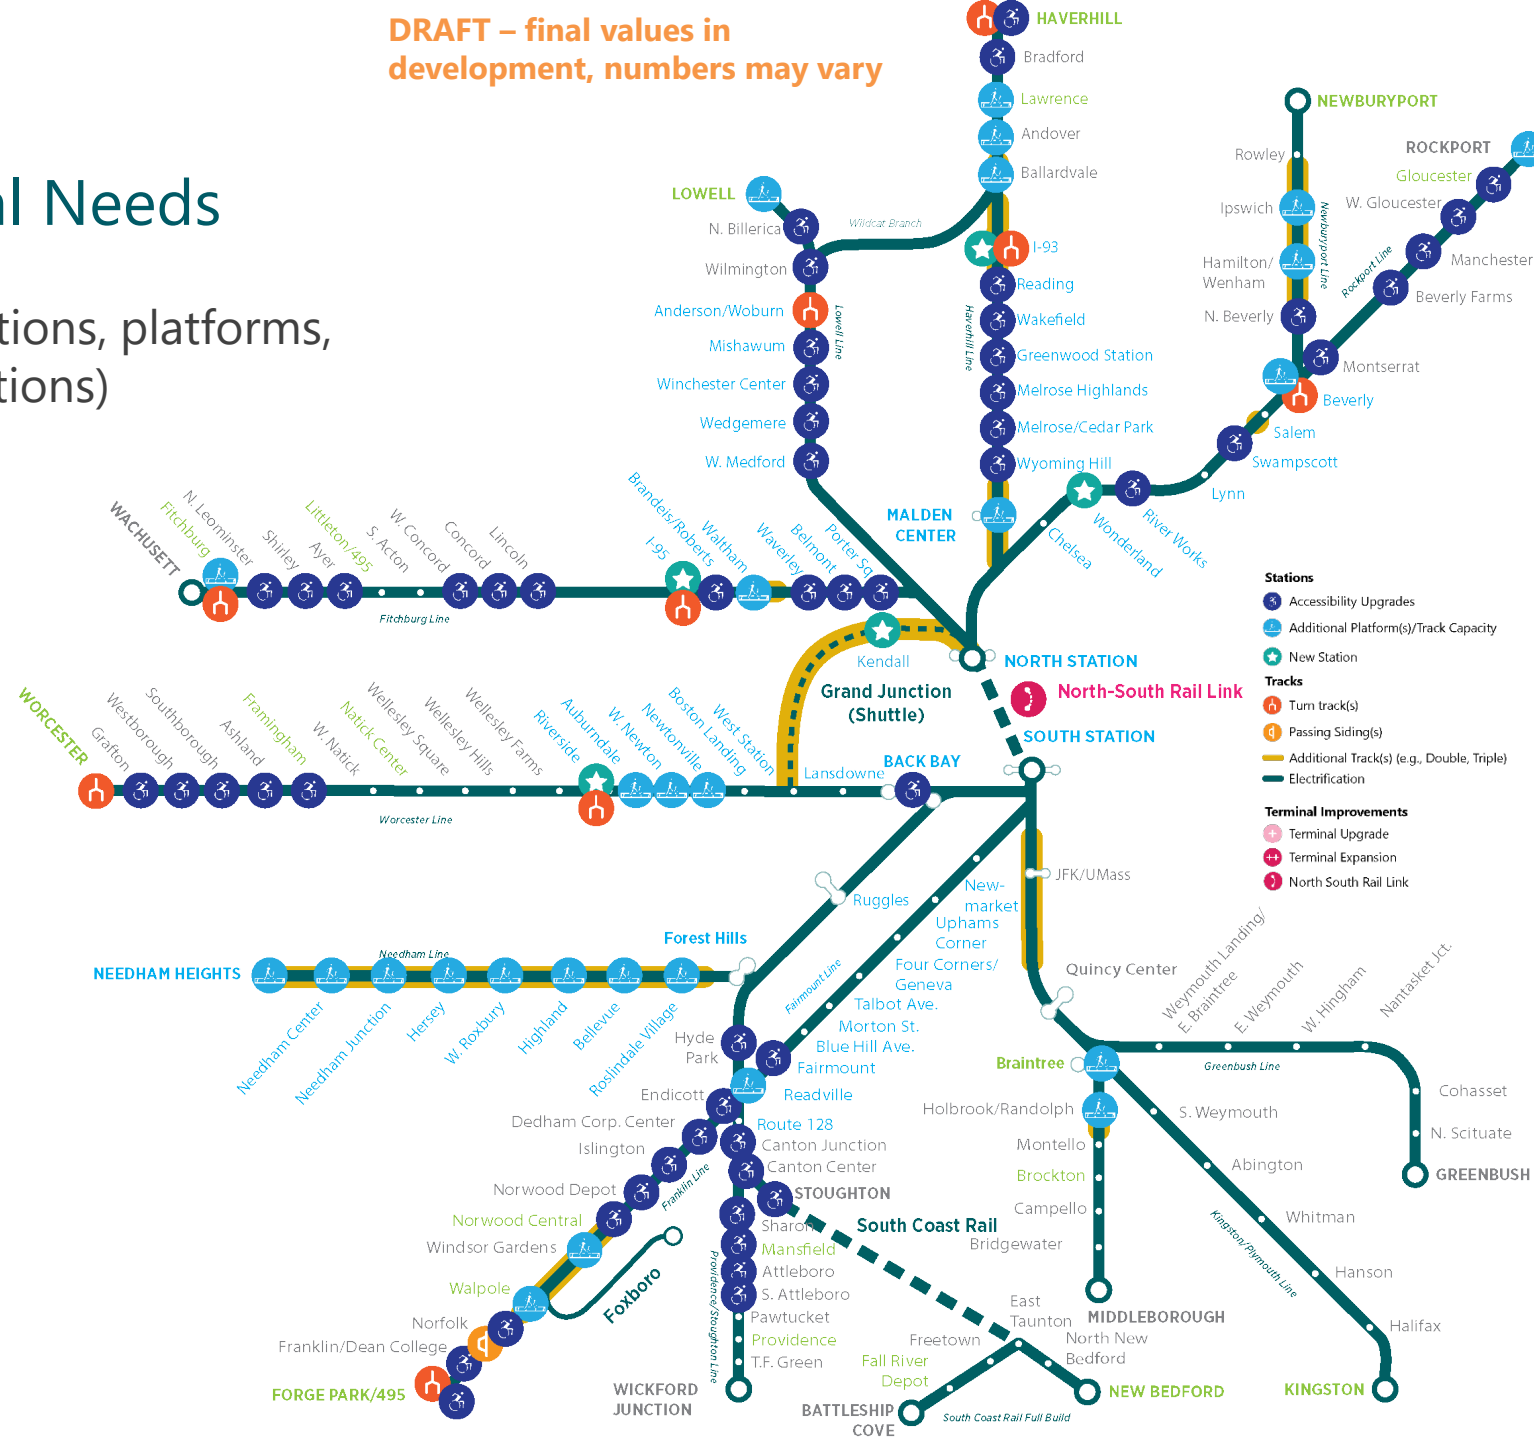 DRAFT – final values in
development, numbers may vary
al Needs
tions, platforms,
tions)
HAVERHILL
Bradford
Lawrence
Andover
Ballardvale
I-93
Reading
Wakefield
Greenwood Station
Melrose Highlands
Melrose/Cedar Park
Wyoming Hill
MALDEN
CENTER
Haverhill Line
Wildcat Branch
LOWELL
N. Billerica
Wilmington
Anderson/Woburn
Mishawum
Winchester Center
Wedgemere
W. Medford
Lowell Line
NEWBURYPORT
Rowley
Ipswich
Hamilton/
Wenham
N. Beverly
Newburyport Line
ROCKPORT
Gloucester
W. Gloucester
Manchester
Beverly Farms
Montserrat
Rockport Line
Beverly
Salem
Swampscott
Lynn
River Works
Wonderland
Chelsea
WACHUSETT
Fitchburg
N. Leominster
Shirley
Ayer
Littleton/495
S. Acton
W. Concord
Concord
Lincoln
I-95
Brandeis/Roberts
Waltham
Waverley
Belmont
Porter Sq.
Fitchburg Line
Kendall
Grand Junction
(Shuttle)
NORTH STATION
North-South Rail Link
SOUTH STATION
WORCESTER
Grafton
Westborough
Southborough
Ashland
Framingham
W. Natick
Natick Center
Wellesley Square
Wellesley Hills
Wellesley Farms
Riverside
Auburndale
W. Newton
Newtonville
Boston Landing
West Station
Lansdowne
BACK BAY
Worcester Line
Stations
Accessibility Upgrades
Additional Platform(s)/Track Capacity
New Station
Tracks
Turn track(s)
Passing Siding(s)
Additional Track(s) (e.g., Double, Triple)
Electrification
Terminal Improvements
Terminal Upgrade
Terminal Expansion
North South Rail Link
Ruggles
Forest Hills
NEEDHAM HEIGHTS
Needham Line
Needham Center
Needham Junction
Hersey
W. Roxbury
Highland
Bellevue
Roslindale Village
JFK/UMass
New-
market
Uphams
Corner
Four Corners/
Geneva
Talbot Ave.
Morton St.
Blue Hill Ave.
Fairmount
Readville
Fairmount Line
Hyde
Park
Endicott
Dedham Corp. Center
Islington
Norwood Depot
Norwood Central
Windsor Gardens
Walpole
Norfolk
Franklin/Dean College
FORGE PARK/495
Franklin Line
Foxboro
Route 128
Canton Junction
Canton Center
STOUGHTON
Sharon
Mansfield
Attleboro
S. Attleboro
Pawtucket
Providence
T.F. Green
WICKFORD
JUNCTION
Providence/Stoughton Line
South Coast Rail
East
Taunton
Freetown
Fall River
Depot
BATTLESHIP
COVE
North New
Bedford
NEW BEDFORD
South Coast Rail Full Build
Quincy Center
Braintree
Holbrook/Randolph
Montello
Brockton
Campello
Bridgewater
MIDDLEBOROUGH
Weymouth Landing/
E. Braintree
E. Weymouth
W. Hingham
Nantasket Jct.
Greenbush Line
Cohasset
N. Scituate
GREENBUSH
S. Weymouth
Abington
Whitman
Hanson
Halifax
KINGSTON
Kingston/Plymouth Line